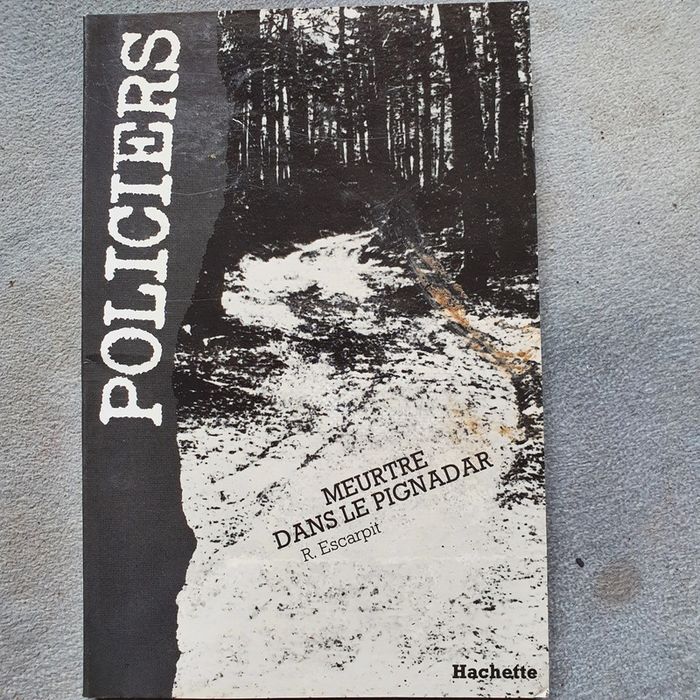 POLICIERS
MEURTRE
DANS LE PIGNADAR
R. Escarpit
Hachette